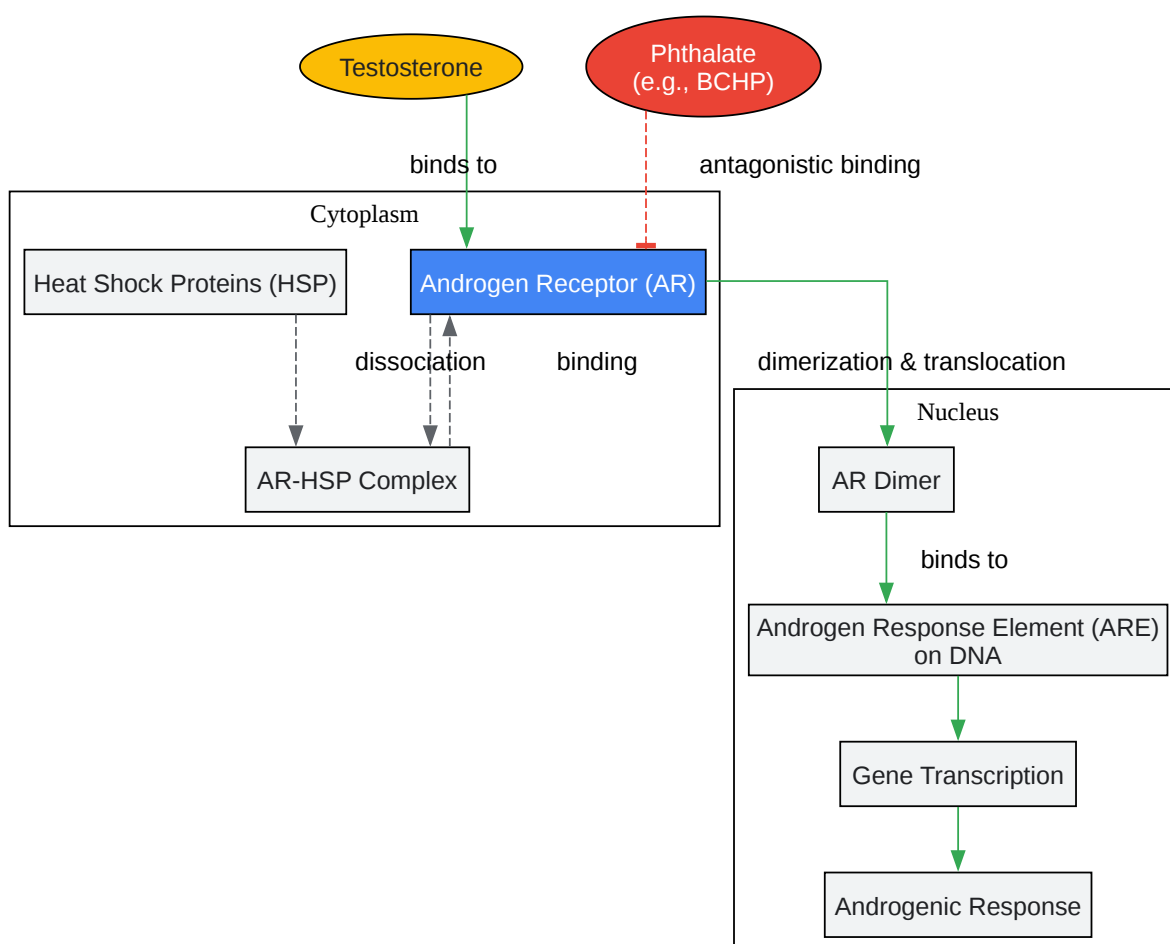 Testosterone
Phthalate
(e.g., BCHP)
binds to
antagonistic binding
Cytoplasm
Heat Shock Proteins (HSP)
Androgen Receptor (AR)
dissociation
binding
dimerization & translocation
Nucleus
AR-HSP Complex
AR Dimer
binds to
Androgen Response Element (ARE)
on DNA
Gene Transcription
Androgenic Response